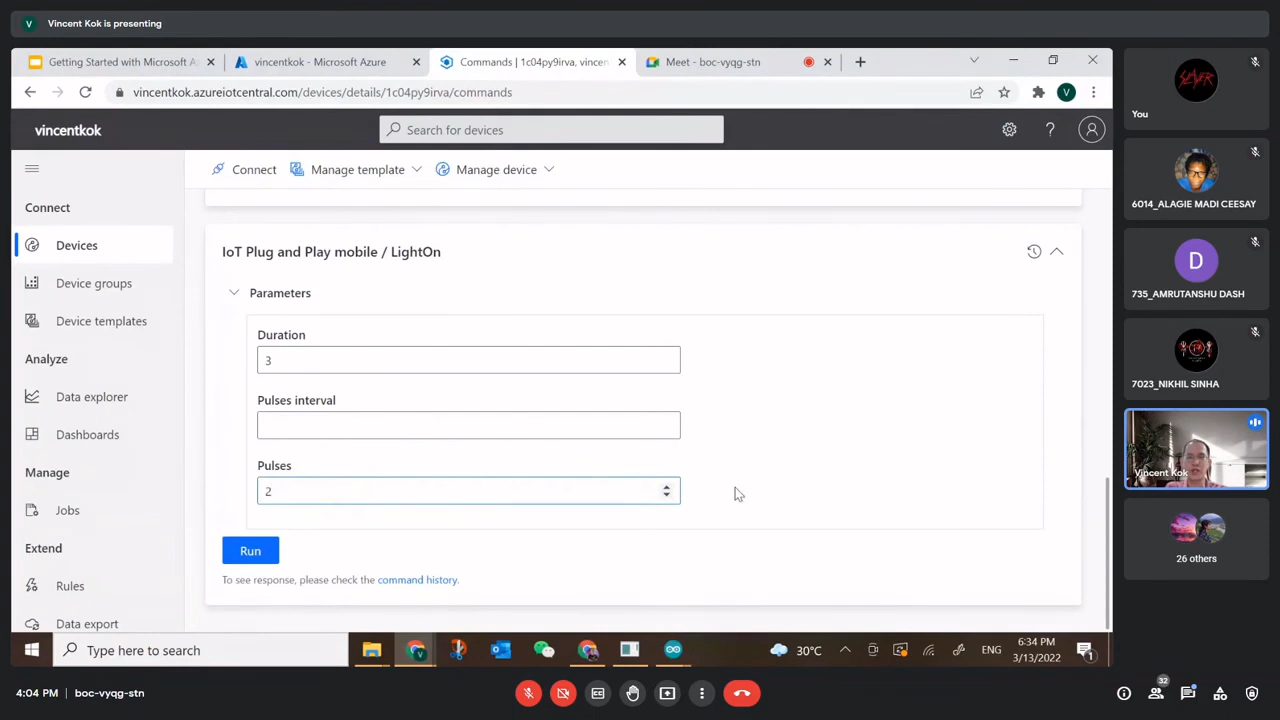 V Vincent Kok is presenting
Getting Started with Microsoft Az
vincentkok - Microsoft Azure
Commands | 1c04py9irva, vincen
Meet - boc-vyqg-stn
vincentkok.azureiotcentral.com/devices/details/1c04py9irva/commands
V
vincentkok
Search for devices
You
Connect
Manage template
Manage device
Connect
Devices
Device groups
Device templates
Analyze
Data explorer
Dashboards
Manage
Jobs
Extend
Rules
Data export
IoT Plug and Play mobile / LightOn
Parameters
Duration
3
Pulses interval
Pulses
2
Run
To see response, please check the command history.
6014_ALAGIE MADI CEESAY
D
735_AMRUTANSHU DASH
7023_NIKHIL SINHA
Vincent Kok
26 others
Type here to search
30°C
ENG
6:34 PM
3/13/2022
1
4:04 PM | boc-vyqg-stn
32